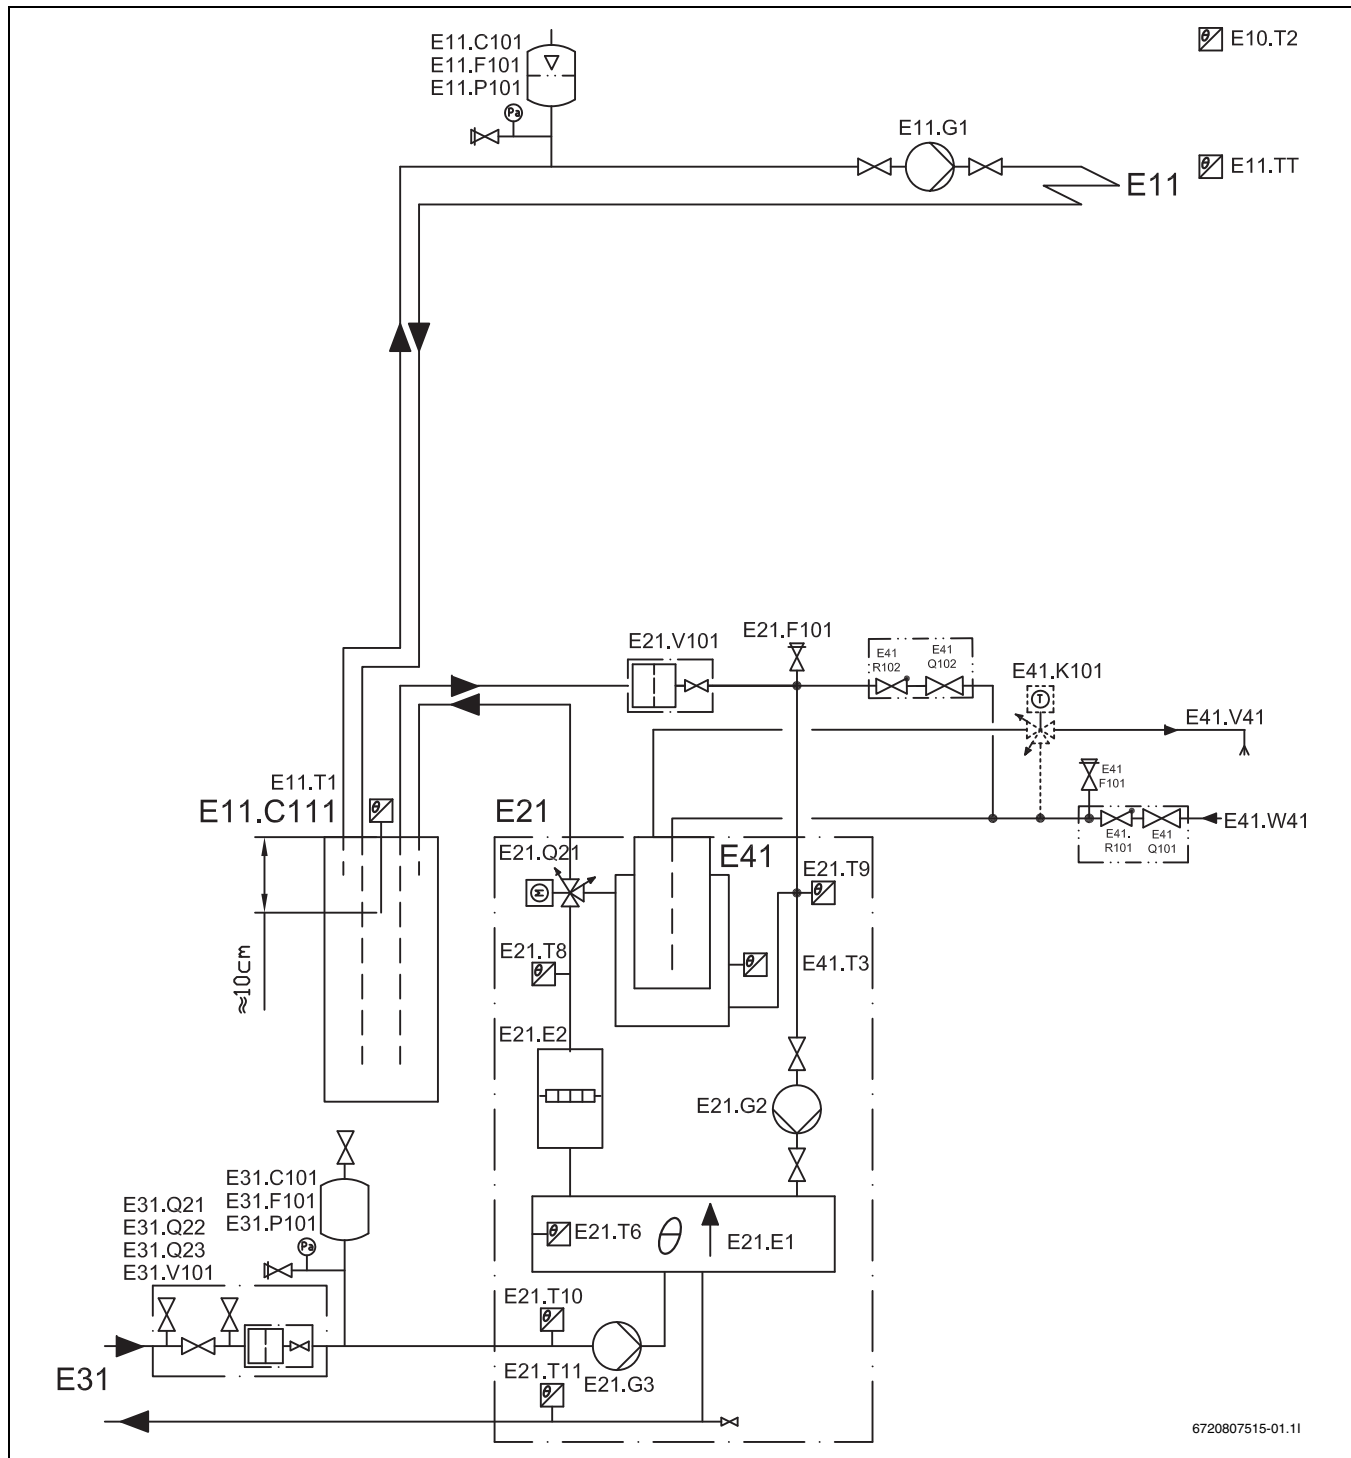 E11.C101
E11.F101
E11.P101
Pa
E11.G1
θ E10.T2
θ E11.TT
E11
E21.V101
E21.F101
E41
R102
E41
Q102
E41.K101
T
E41.V41
E41
F101
E41.W41
E41.
R101
E41
Q101
E11.T1
E11.C111
θ
≈10cm
E21
E21.Q21
M
E41
E21.T9
θ
E21.T8
θ
θ
E41.T3
E21.E2
E21.G2
E31.C101
E31.F101
E31.P101
Pa
E31.Q21
E31.Q22
E31.Q23
E31.V101
θ E21.T6
E21.E1
E21.T10
θ
E21.G3
E21.T11
θ
E31
6720807515-01.1I